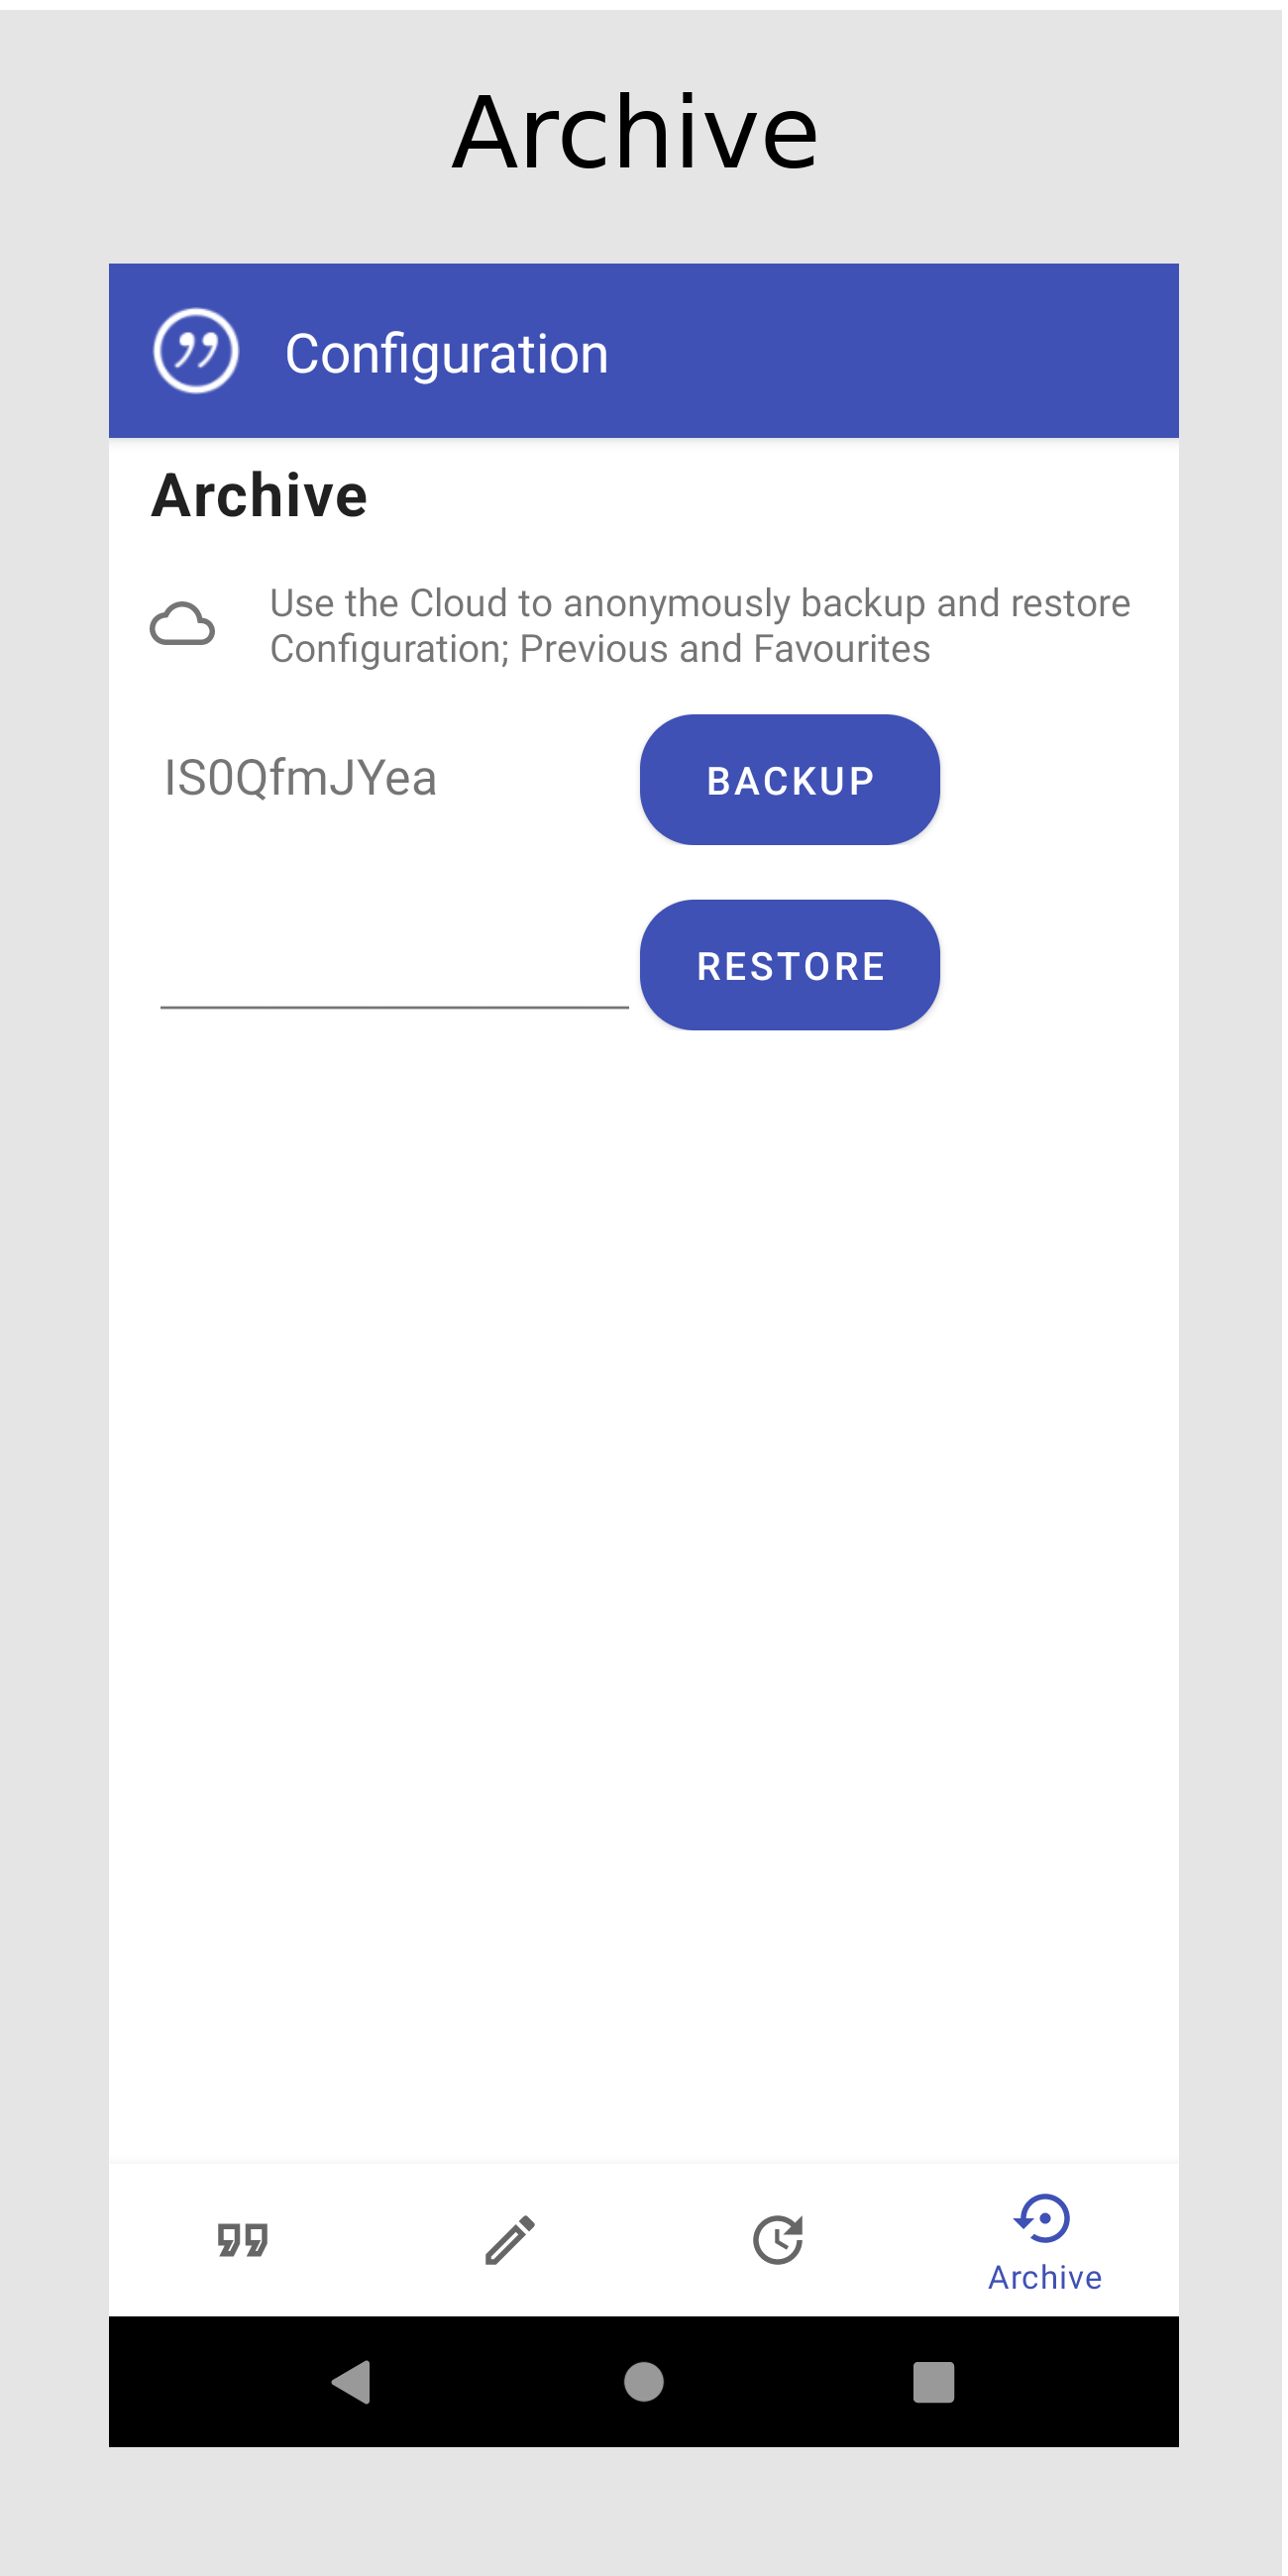 Archive
Configuration
Archive
Use the Cloud to anonymously backup and restore
Configuration; Previous and Favourites
IS0QfmJYea
BACKUP
RESTORE
Archive